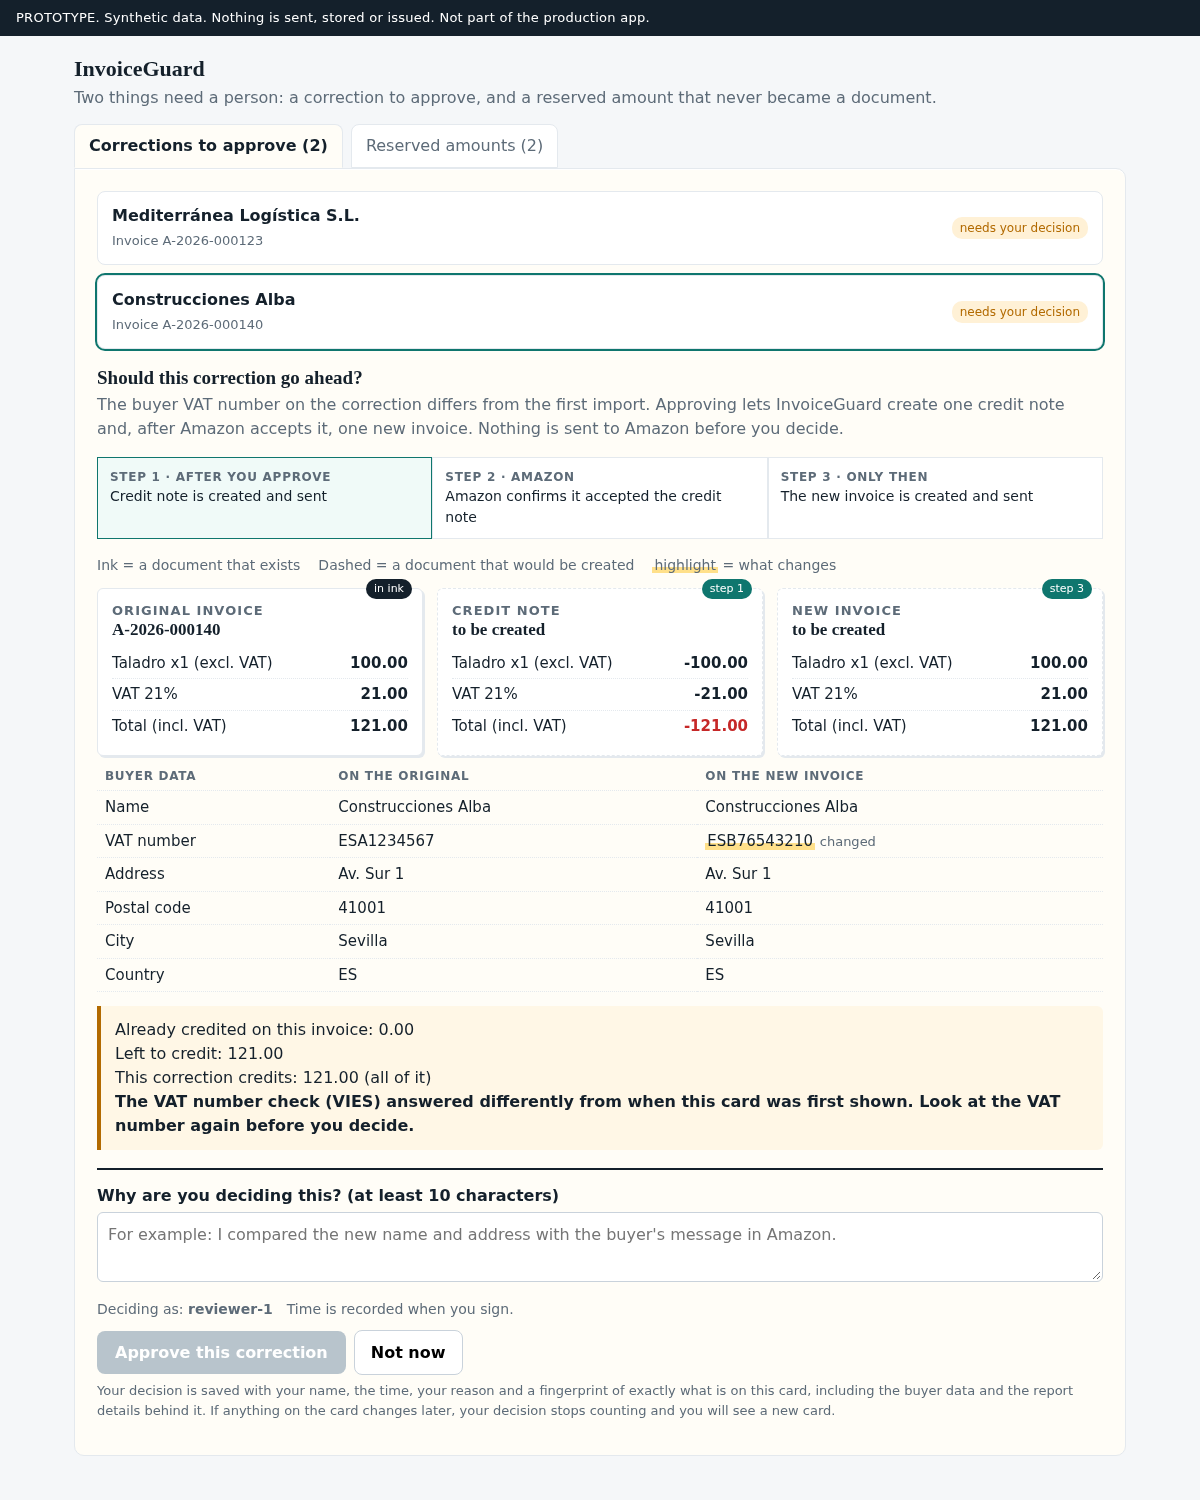 PROTOTYPE. Synthetic data. Nothing is sent, stored or issued. Not part of the production app.
InvoiceGuard
Two things need a person: a correction to approve, and a reserved amount that never became a document.
Corrections to approve (2)
Reserved amounts (2)
Mediterránea Logística S.L.
Invoice A-2026-000123
needs your decision
Construcciones Alba
Invoice A-2026-000140
needs your decision
Should this correction go ahead?
The buyer VAT number on the correction differs from the first import. Approving lets InvoiceGuard create one credit note
and, after Amazon accepts it, one new invoice. Nothing is sent to Amazon before you decide.
STEP 1 · AFTER YOU APPROVE
Credit note is created and sent
STEP 2 · AMAZON
Amazon confirms it accepted the credit
note
STEP 3 · ONLY THEN
The new invoice is created and sent
Ink = a document that exists Dashed = a document that would be created highlight = what changes
in ink
ORIGINAL INVOICE
A-2026-000140
Taladro x1 (excl. VAT) 100.00
VAT 21% 21.00
Total (incl. VAT) 121.00
step 1
CREDIT NOTE
to be created
Taladro x1 (excl. VAT) -100.00
VAT 21% -21.00
Total (incl. VAT) -121.00
step 3
NEW INVOICE
to be created
Taladro x1 (excl. VAT) 100.00
VAT 21% 21.00
Total (incl. VAT) 121.00
BUYER DATA ON THE ORIGINAL ON THE NEW INVOICE
Name Construcciones Alba Construcciones Alba
VAT number ESA1234567 ESB76543210 changed
Address Av. Sur 1 Av. Sur 1
Postal code 41001 41001
City Sevilla Sevilla
Country ES ES
Already credited on this invoice: 0.00
Left to credit: 121.00
This correction credits: 121.00 (all of it)
The VAT number check (VIES) answered differently from when this card was first shown. Look at the VAT
number again before you decide.
Why are you deciding this? (at least 10 characters)
For example: I compared the new name and address with the buyer's message in Amazon.
Deciding as: reviewer-1 Time is recorded when you sign.
Approve this correction
Not now
Your decision is saved with your name, the time, your reason and a fingerprint of exactly what is on this card, including the buyer data and the report
details behind it. If anything on the card changes later, your decision stops counting and you will see a new card.